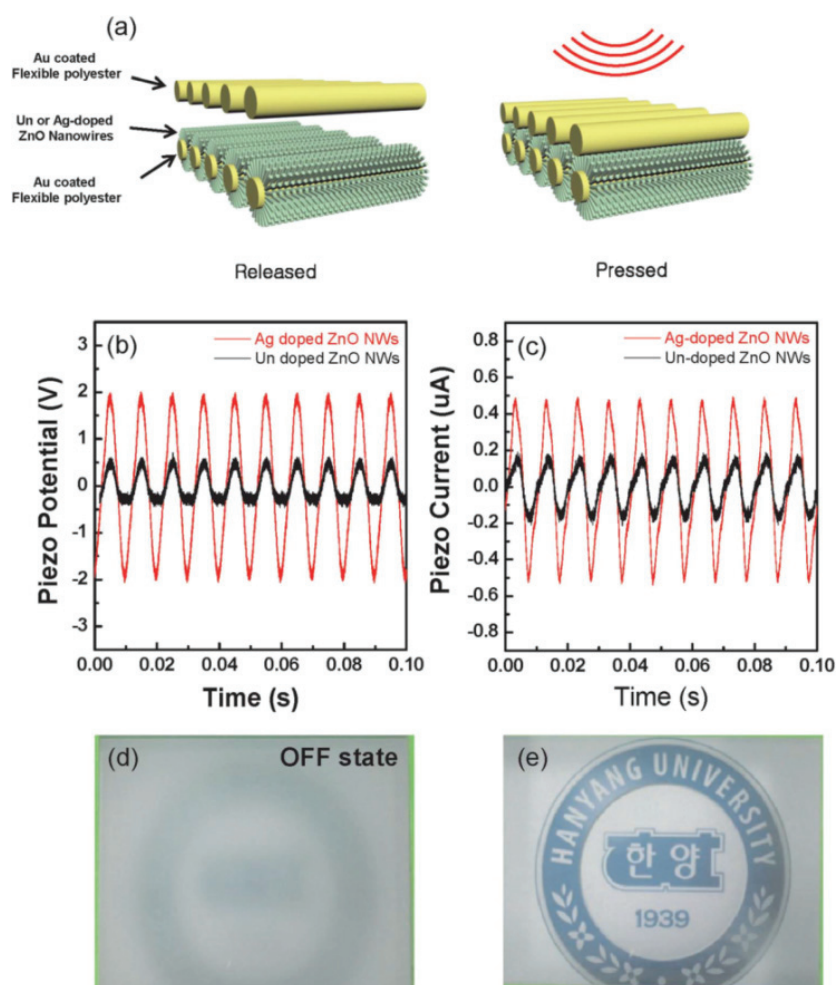 (a)
Au coated
Flexible polyester
Un or Ag-doped
ZnO Nanowires
Au coated
Flexible polyester
Released
Pressed
(b)
Ag doped ZnO NWs
Un doped ZnO NWs
Piezo Potential (V)
3
2
1
0
-1
-2
-3
0.00 0.02 0.04 0.06 0.08 0.10
Time (s)
(c)
Ag-doped ZnO NWs
Un-doped ZnO NWs
Piezo Current (uA)
0.8
0.6
0.4
0.2
0.0
-0.2
-0.4
-0.6
-0.8
0.00 0.02 0.04 0.06 0.08 0.10
Time (s)
(d)
OFF state
(e)
HANYANG UNIVERSITY
한양
1939